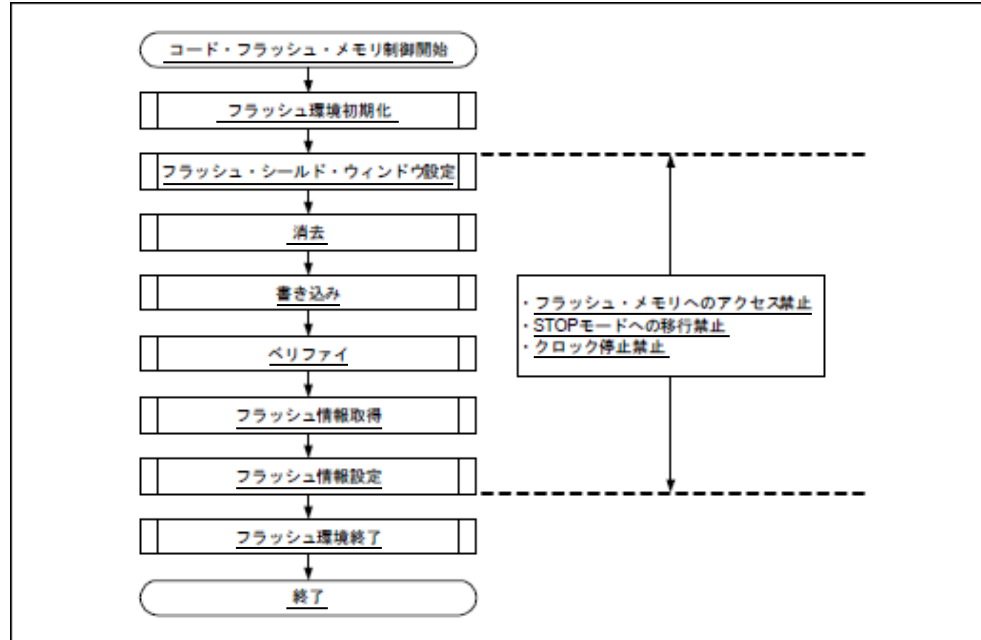 コード・フラッシュ・メモリ制御開始
フラッシュ環境初期化
フラッシュ・シールド・ウィンドウ設定
消去
書き込み
ベリファイ
フラッシュ情報取得
フラッシュ情報設定
フラッシュ環境終了
終了
・フラッシュ・メモリへのアクセス禁止
・STOPモードへの移行禁止
・クロック停止禁止